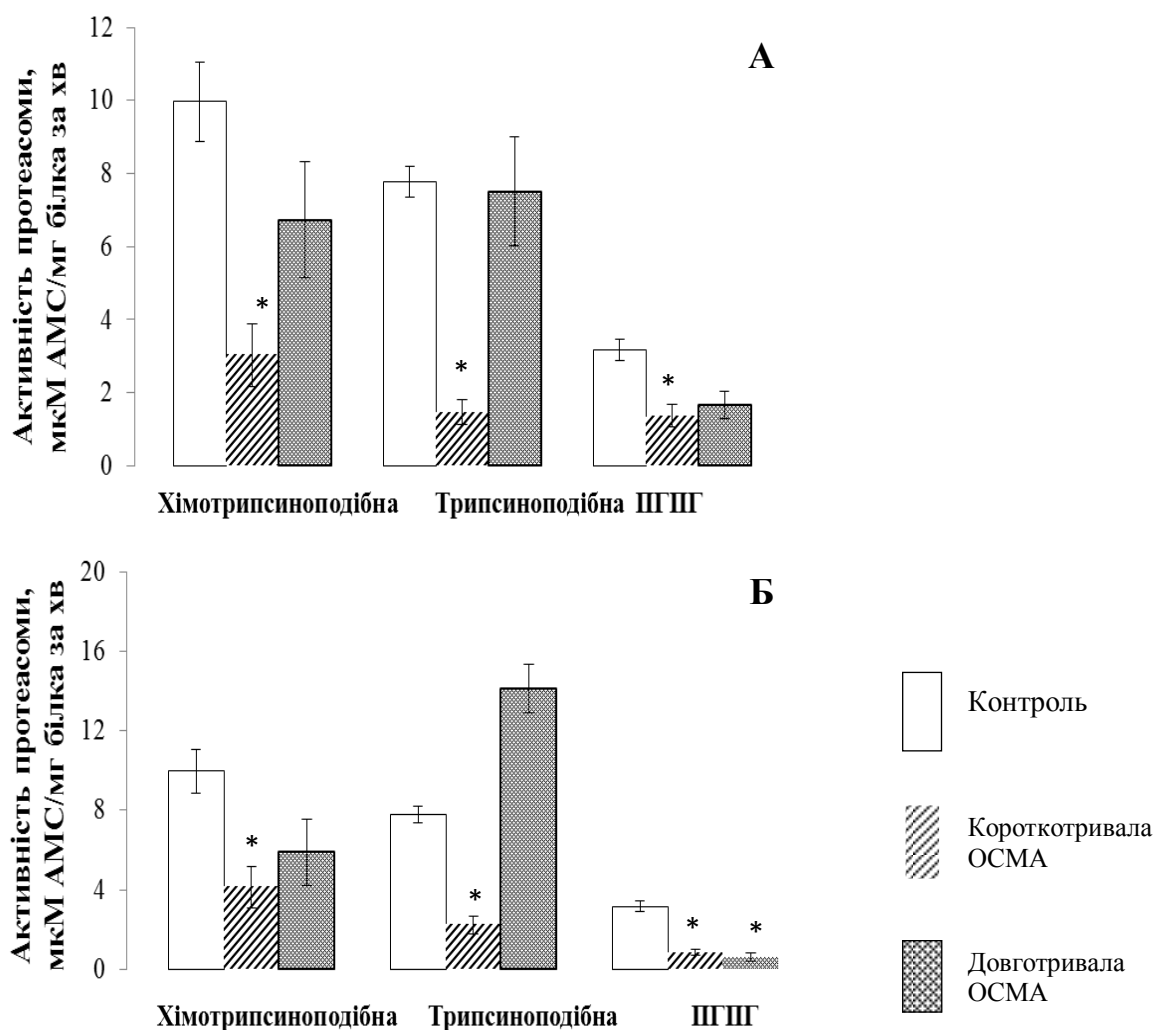 Активність протеасоми,
мкМ АМС/мг білка за хв
12
10
8
6
4
2
0
А
*
*
*
Хімотрипсиноподібна Трипсиноподібна ПГПГ
Активність протеасоми,
мкМ АМС/мг білка за хв
20
16
12
8
4
0
Б
*
*
*
*
Хімотрипсиноподібна Трипсиноподібна ПГПГ
Контроль
Короткотривала
ОСМА
Довготривала
ОСМА